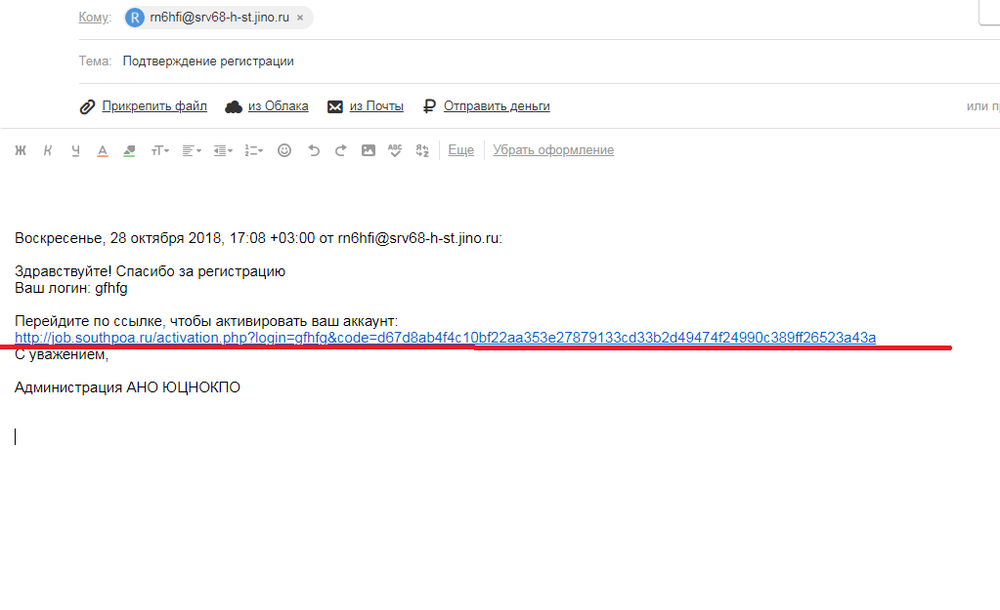 Кому: R rn6hfi@srv68-h-st.jino.ru ×
Тема: Подтверждение регистрации
Прикрепить файл из Облака из Почты Отправить деньги или
Ж К Ч А тТ ABC Еще Убрать оформление
Воскресенье, 28 октября 2018, 17:08 +03:00 от rn6hfi@srv68-h-st.jino.ru:
Здравствуйте! Спасибо за регистрацию
Ваш логин: gfhfg
Перейдите по ссылке, чтобы активировать ваш аккаунт:
http://job.southpoa.ru/activation.php?login=gfhfg&code=d67d8ab4f4c10bf22aa353e27879133cd33b2d49474f24990c389ff26523a43a
С уважением,
Администрация АНО ЮЦНОКПО